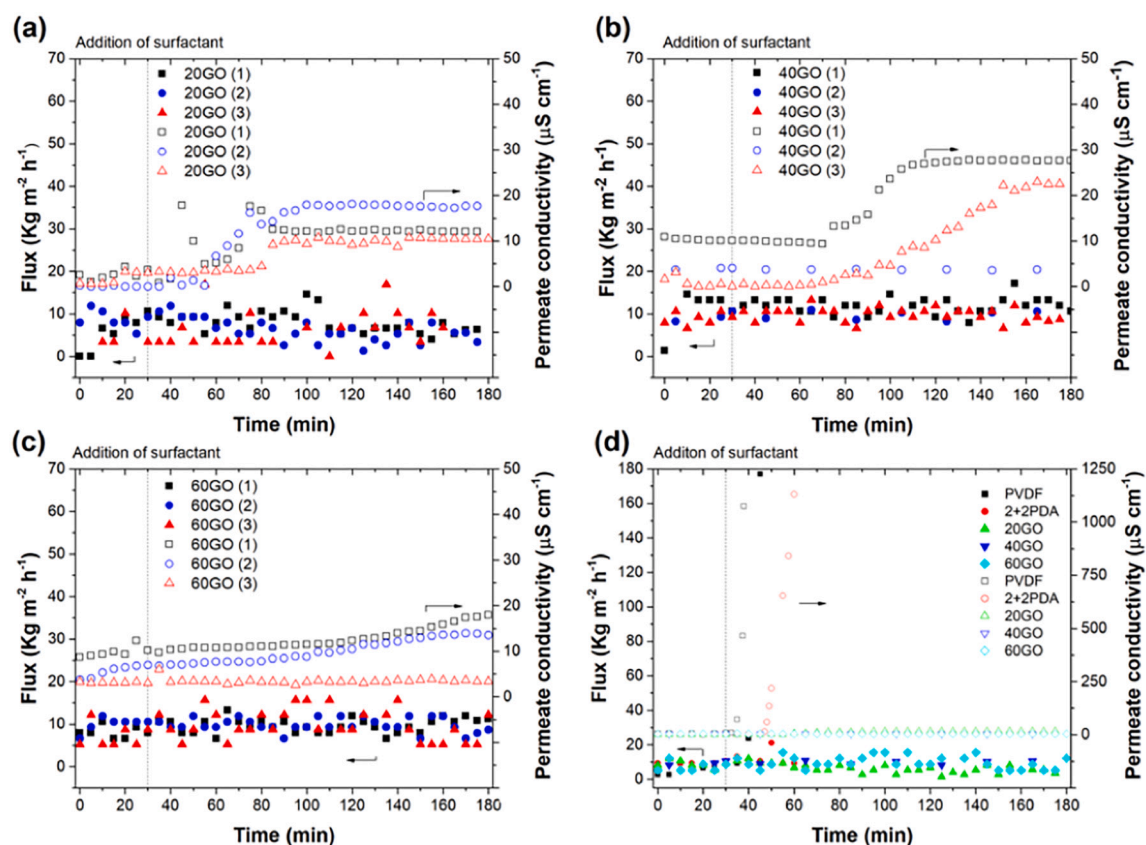 (a)
Addition of surfactant
70
60
50
40
30
20
10
0
Flux (Kg m⁻² h⁻¹)
20GO (1)
20GO (2)
20GO (3)
20GO (1)
20GO (2)
20GO (3)
50
40
30
20
10
0
Permeate conductivity (µS cm⁻¹)
0 20 40 60 80 100 120 140 160 180
Time (min)
(b)
Addition of surfactant
70
60
50
40
30
20
10
0
Flux (Kg m⁻² h⁻¹)
40GO (1)
40GO (2)
40GO (3)
40GO (1)
40GO (2)
40GO (3)
50
40
30
20
10
0
Permeate conductivity (µS cm⁻¹)
0 20 40 60 80 100 120 140 160 180
Time (min)
(c)
Addition of surfactant
70
60
50
40
30
20
10
0
Flux (Kg m⁻² h⁻¹)
60GO (1)
60GO (2)
60GO (3)
60GO (1)
60GO (2)
60GO (3)
50
40
30
20
10
0
Permeate conductivity (µS cm⁻¹)
0 20 40 60 80 100 120 140 160 180
Time (min)
(d)
Additon of surfactant
180
160
140
120
100
80
60
40
20
0
Flux (Kg m⁻² h⁻¹)
PVDF
2+2PDA
20GO
40GO
60GO
PVDF
2+2PDA
20GO
40GO
60GO
1250
1000
750
500
250
0
Permeate conductivity (µS cm⁻¹)
0 20 40 60 80 100 120 140 160 180
Time (min)